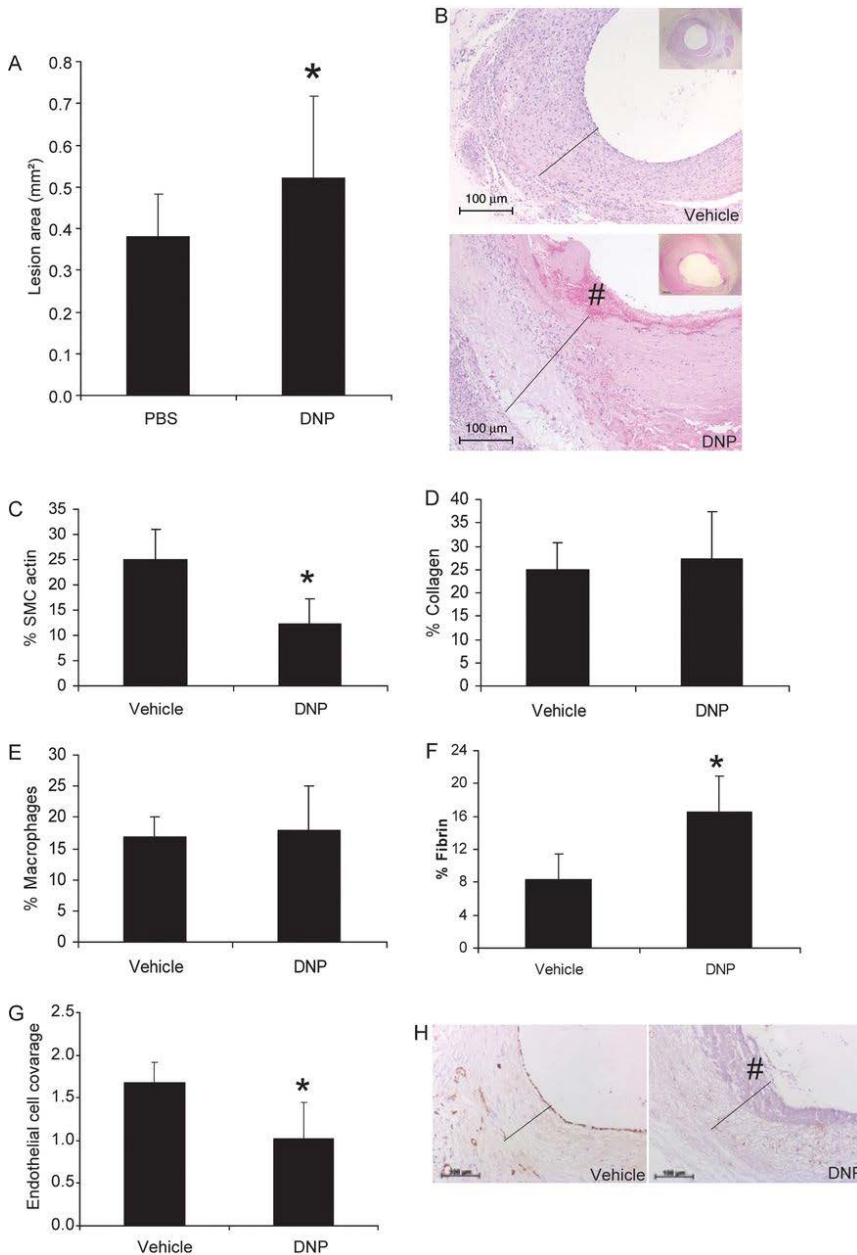 A
Lesion area (mm²)
0.8
0.7
0.6
0.5
0.4
0.3
0.2
0.1
0.0
*
PBS
DNP
B
100 μm
Vehicle
#
100 μm
DNP
C
% SMC actin
35
30
25
20
15
10
5
0
*
Vehicle
DNP
D
% Collagen
40
35
30
25
20
15
10
5
0
Vehicle
DNP
E
% Macrophages
30
25
20
15
10
5
0
Vehicle
DNP
F
% Fibrin
24
20
16
12
8
4
0
*
Vehicle
DNP
G
Endothelial cell covarage
2.5
2.0
1.5
1.0
0.5
0.0
*
Vehicle
DNP
H
100 μm
Vehicle
#
100 μm
DNP